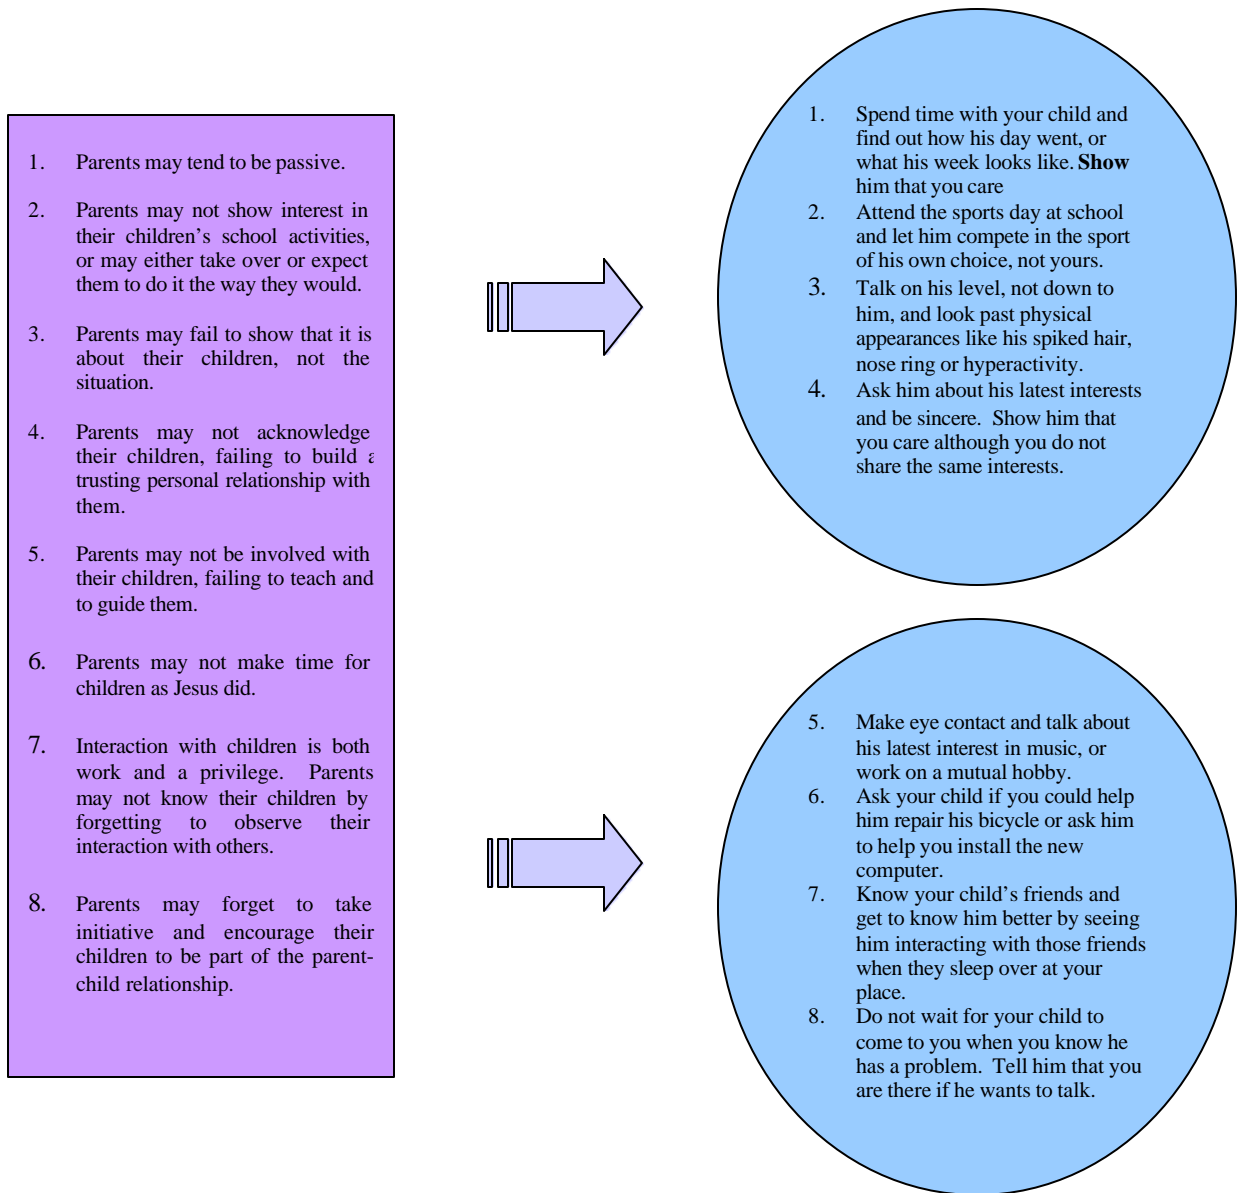 1. Parents may tend to be passive.
2. Parents may not show interest in
their children’s school activities,
or may either take over or expect
them to do it the way they would.
3. Parents may fail to show that it is
about their children, not the
situation.
4. Parents may not acknowledge
their children, failing to build a
trusting personal relationship with
them.
5. Parents may not be involved with
their children, failing to teach and
to guide them.
6. Parents may not make time for
children as Jesus did.
7. Interaction with children is both
work and a privilege. Parents
may not know their children by
forgetting to observe their
interaction with others.
8. Parents may forget to take
initiative and encourage their
children to be part of the parent-
child relationship.
1. Spend time with your child and
find out how his day went, or
what his week looks like. Show
him that you care
2. Attend the sports day at school
and let him compete in the sport
of his own choice, not yours.
3. Talk on his level, not down to
him, and look past physical
appearances like his spiked hair,
nose ring or hyperactivity.
4. Ask him about his latest interests
and be sincere. Show him that
you care although you do not
share the same interests.
5. Make eye contact and talk about
his latest interest in music, or
work on a mutual hobby.
6. Ask your child if you could help
him repair his bicycle or ask him
to help you install the new
computer.
7. Know your child’s friends and
get to know him better by seeing
him interacting with those friends
when they sleep over at your
place.
8. Do not wait for your child to
come to you when you know he
has a problem. Tell him that you
are there if he wants to talk.